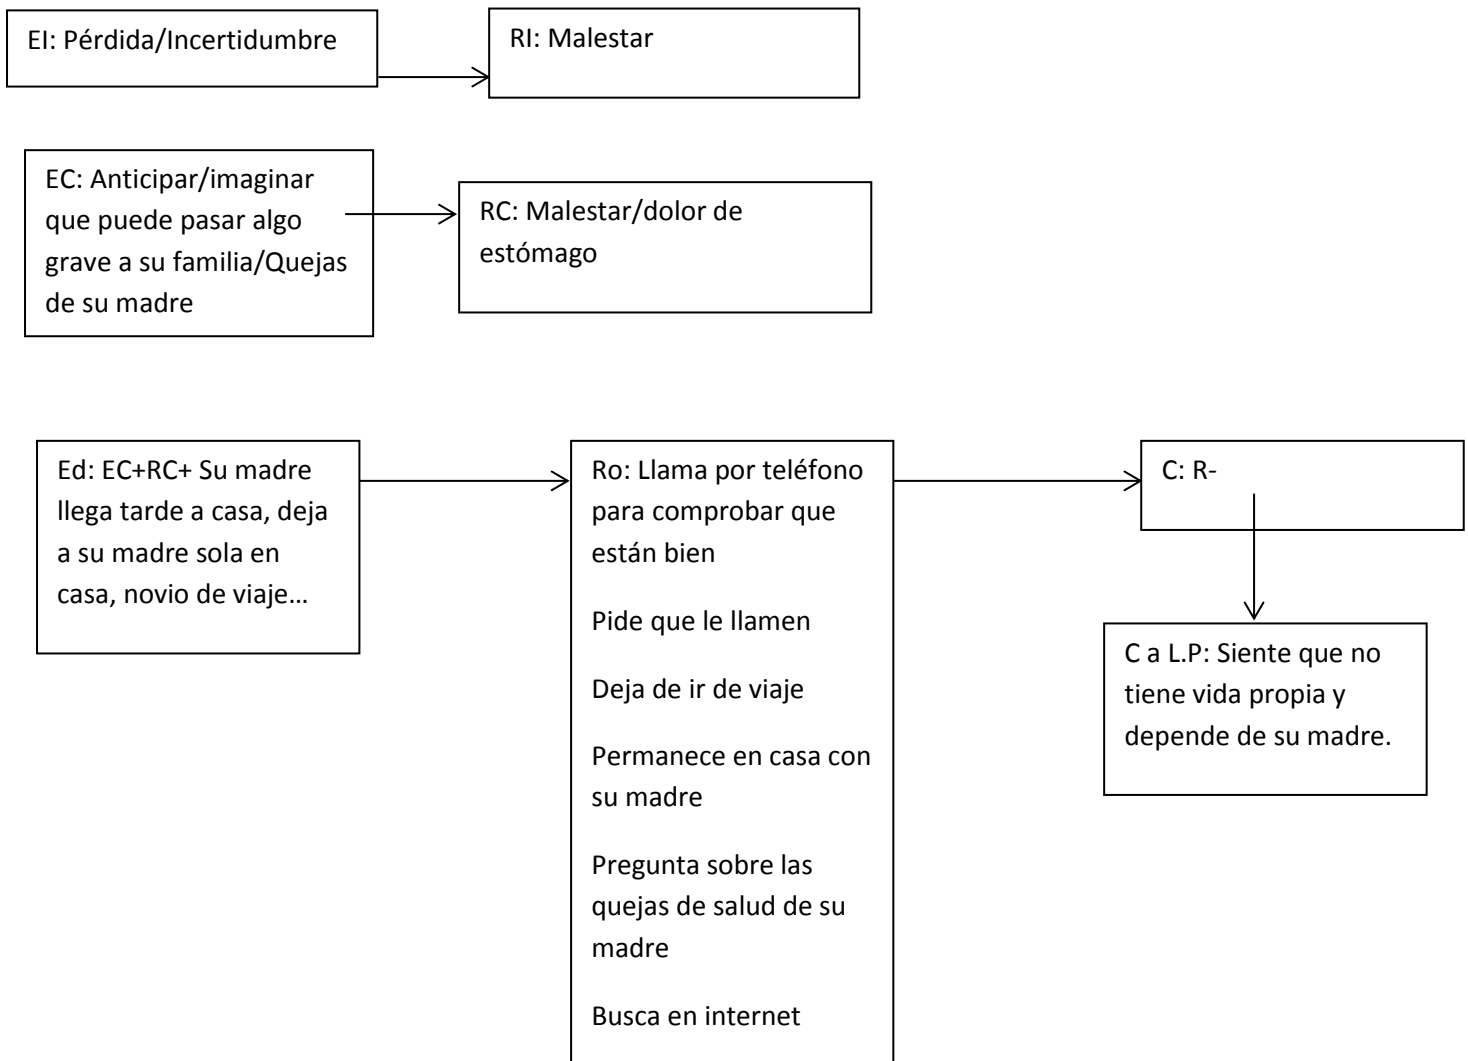 EI: Pérdida/Incertidumbre
RI: Malestar
EC: Anticipar/imaginar
que puede pasar algo
grave a su familia/Quejas
de su madre
RC: Malestar/dolor de
estómago
Ed: EC+RC+ Su madre
llega tarde a casa, deja
a su madre sola en
casa, novio de viaje…
Ro: Llama por teléfono
para comprobar que
están bien
Pide que le llamen
Deja de ir de viaje
Permanece en casa con
su madre
Pregunta sobre las
quejas de salud de su
madre
Busca en internet
C: R-
C a L.P: Siente que no
tiene vida propia y
depende de su madre.